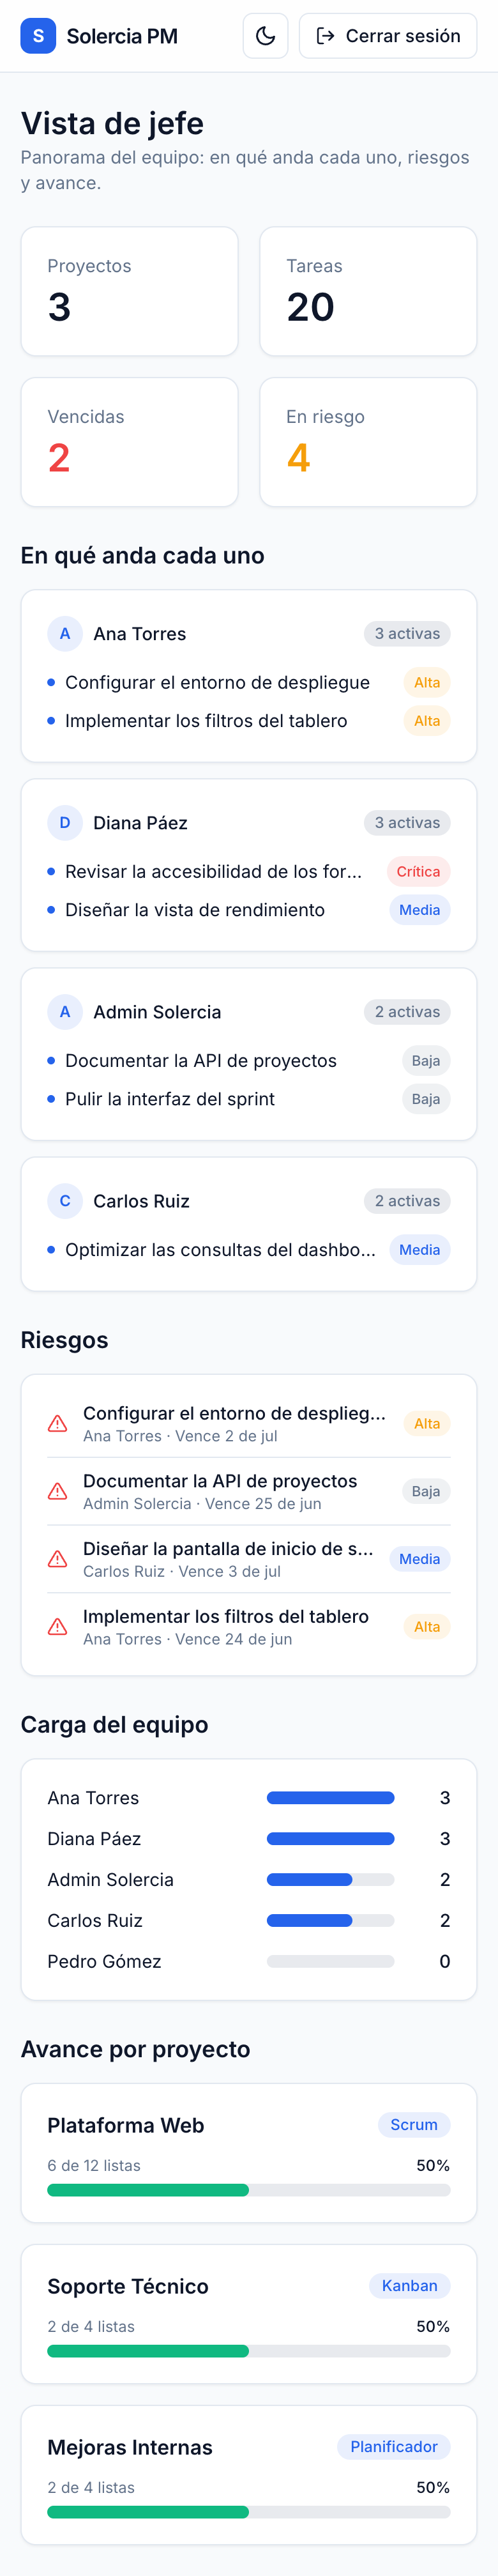 S Solercia PM
Cerrar sesión
Vista de jefe
Panorama del equipo: en qué anda cada uno, riesgos
y avance.
Proyectos
3
Tareas
20
Vencidas
2
En riesgo
4
En qué anda cada uno
A Ana Torres 3 activas
Configurar el entorno de despliegue Alta
Implementar los filtros del tablero Alta
D Diana Páez 3 activas
Revisar la accesibilidad de los for... Crítica
Diseñar la vista de rendimiento Media
A Admin Solercia 2 activas
Documentar la API de proyectos Baja
Pulir la interfaz del sprint Baja
C Carlos Ruiz 2 activas
Optimizar las consultas del dashbo... Media
Riesgos
Configurar el entorno de desplieg... Alta
Ana Torres · Vence 2 de jul
Documentar la API de proyectos Baja
Admin Solercia · Vence 25 de jun
Diseñar la pantalla de inicio de s... Media
Carlos Ruiz · Vence 3 de jul
Implementar los filtros del tablero Alta
Ana Torres · Vence 24 de jun
Carga del equipo
Ana Torres 3
Diana Páez 3
Admin Solercia 2
Carlos Ruiz 2
Pedro Gómez 0
Avance por proyecto
Plataforma Web Scrum
6 de 12 listas 50%
Soporte Técnico Kanban
2 de 4 listas 50%
Mejoras Internas Planificador
2 de 4 listas 50%